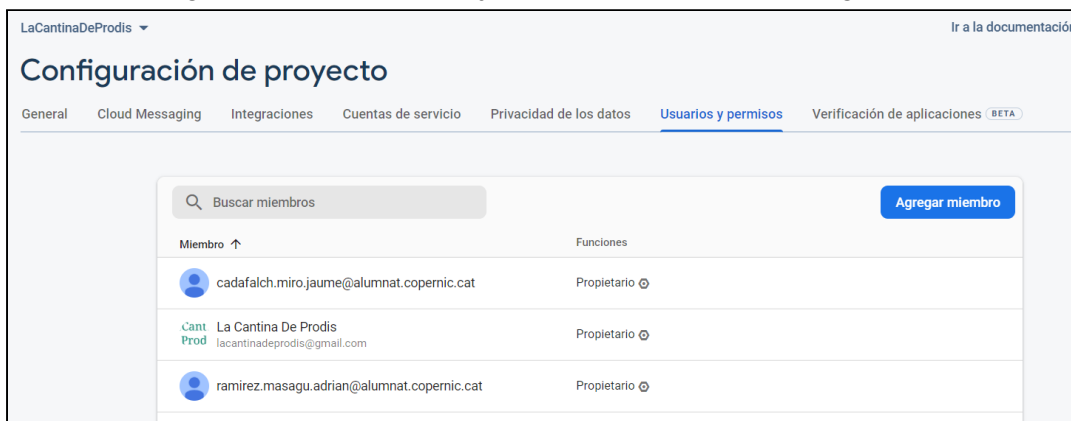 LaCantinaDeProdis
Ir a la documentación
Configuración de proyecto
General Cloud Messaging Integraciones Cuentas de servicio Privacidad de los datos Usuarios y permisos Verificación de aplicaciones BETA
Buscar miembros
Agregar miembro
Miembro ↑ Funciones
cadafalch.miro.jaume@alumnat.copernic.cat Propietario
Cant
Prod
La Cantina De Prodis
lacantinadeprodis@gmail.com
Propietario
ramirez.masagu.adrian@alumnat.copernic.cat Propietario